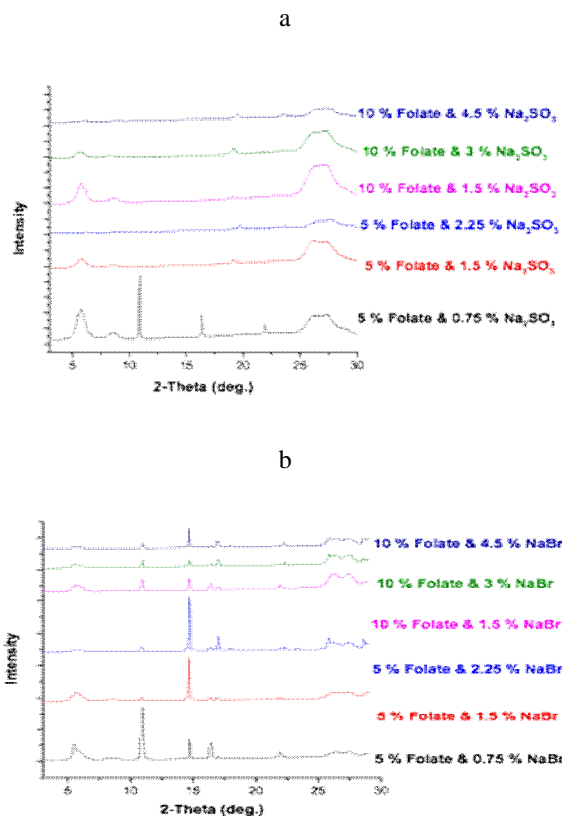 a
10 % Folate & 4.5 % Na₂SO₃
10 % Folate & 3 % Na₂SO₃
10 % Folate & 1.5 % Na₂SO₃
5 % Folate & 2.25 % Na₂SO₃
5 % Folate & 1.5 % Na₂SO₃
5 % Folate & 0.75 % Na₂SO₃
Intensity
5 10 15 20 25 30
2-Theta (deg.)
b
10 % Folate & 4.5 % NaBr
10 % Folate & 3 % NaBr
10 % Folate & 1.5 % NaBr
5 % Folate & 2.25 % NaBr
5 % Folate & 1.5 % NaBr
5 % Folate & 0.75 % NaBr
Intensity
5 10 15 20 25 30
2-Theta (deg.)